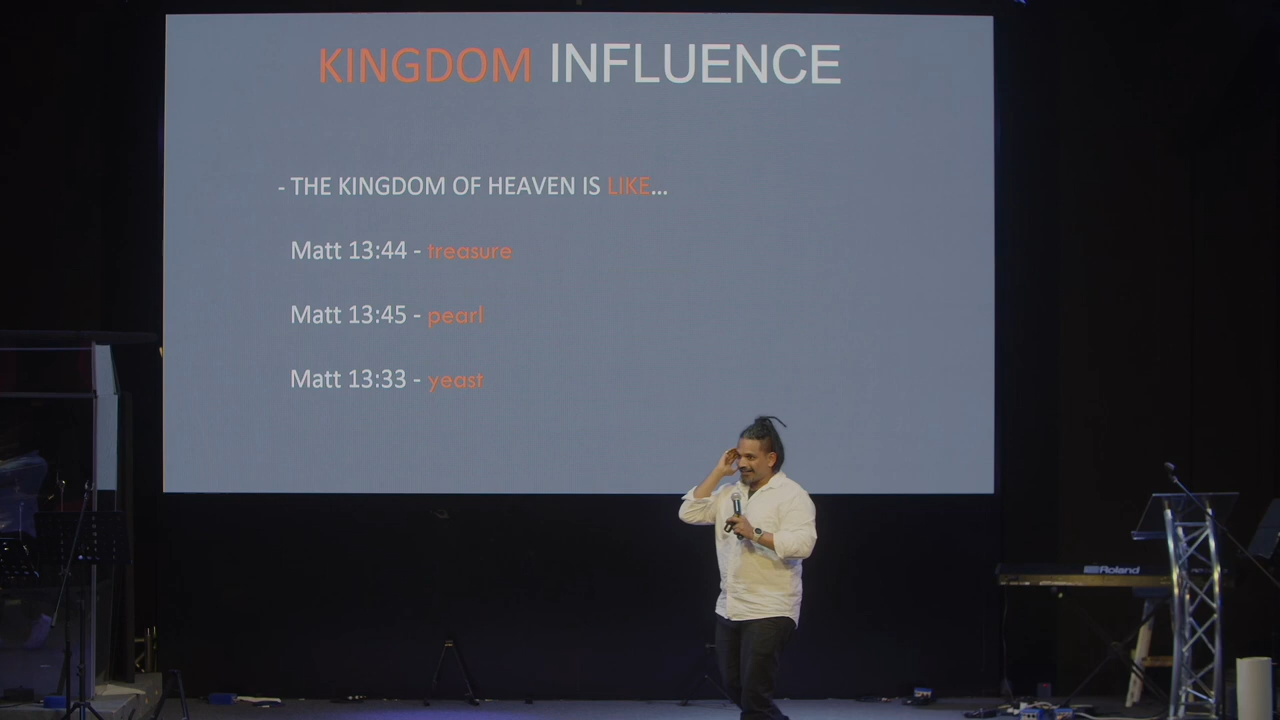 KINGDOM INFLUENCE
- THE KINGDOM OF HEAVEN IS LIKE...
Matt 13:44 - treasure
Matt 13:45 - pearl
Matt 13:33 - yeast
Roland